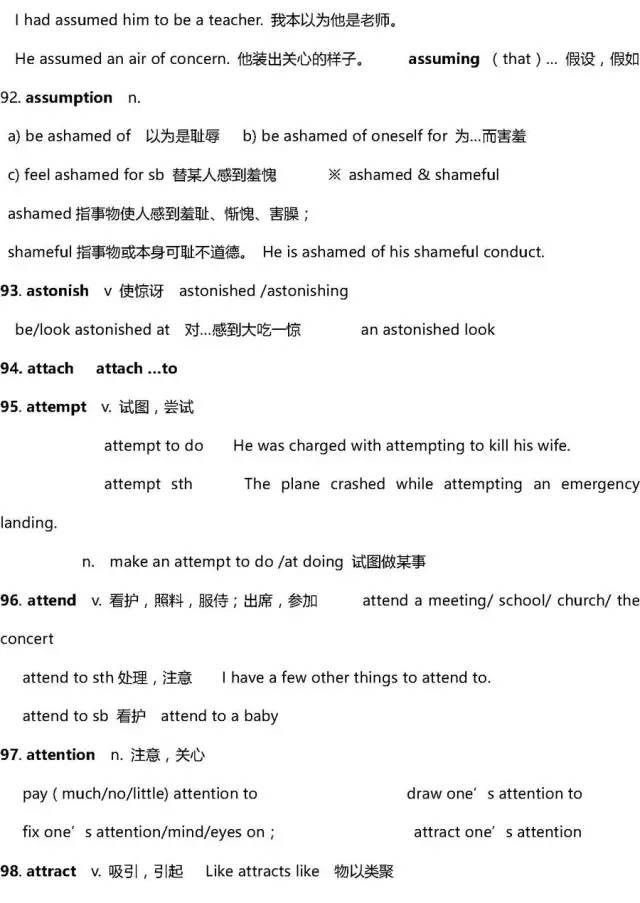 I had assumed him to be a teacher. 我本以为他是老师。
He assumed an air of concern. 他装出关心的样子。 assuming （that）... 假设，假如
92. assumption n.
a) be ashamed of 以为是耻辱 b) be ashamed of oneself for 为...而害羞
c) feel ashamed for sb 替某人感到羞愧 ※ ashamed & shameful
ashamed 指事物使人感到羞耻、惭愧、害臊；
shameful 指事物或本身可耻不道德。 He is ashamed of his shameful conduct.
93. astonish v 使惊讶 astonished /astonishing
be/look astonished at 对...感到大吃一惊 an astonished look
94. attach attach ...to
95. attempt v. 试图，尝试
attempt to do He was charged with attempting to kill his wife.
attempt sth The plane crashed while attempting an emergency
landing.
n. make an attempt to do /at doing 试图做某事
96. attend v. 看护，照料，服侍；出席，参加 attend a meeting/ school/ church/ the
concert
attend to sth 处理，注意 I have a few other things to attend to.
attend to sb 看护 attend to a baby
97. attention n. 注意，关心
pay ( much/no/little) attention to draw one's attention to
fix one's attention/mind/eyes on； attract one's attention
98. attract v. 吸引，引起 Like attracts like 物以类聚